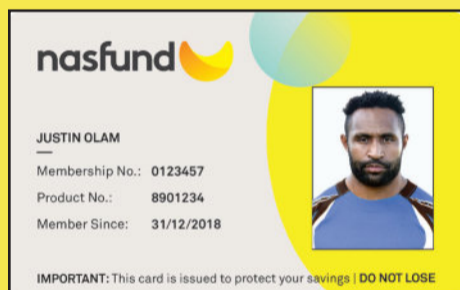 nasfund
JUSTIN OLAM
Membership No.: 0123457
Product No.: 8901234
Member Since: 31/12/2018
IMPORTANT: This card is issued to protect your savings | DO NOT LOSE